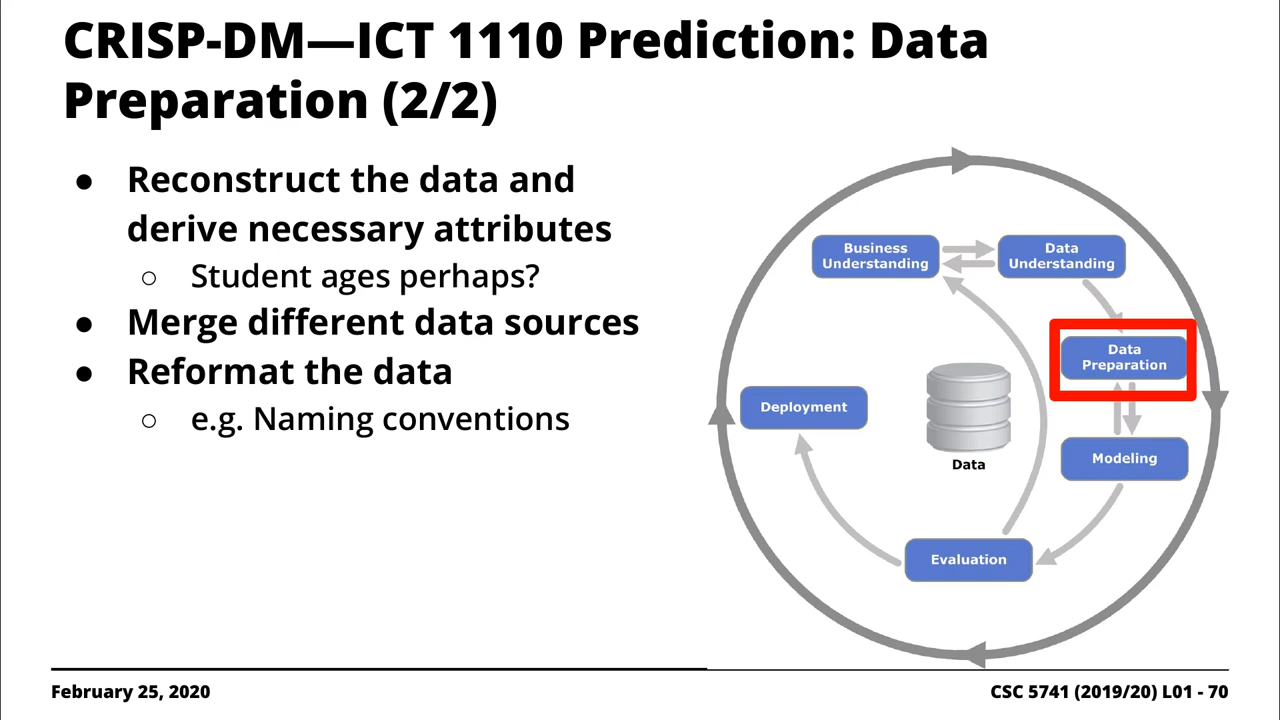 CRISP-DM—ICT 1110 Prediction: Data
Preparation (2/2)
● Reconstruct the data and
derive necessary attributes
○ Student ages perhaps?
● Merge different data sources
● Reformat the data
○ e.g. Naming conventions
Business
Understanding
Data
Understanding
Data
Preparation
Deployment
Data
Modeling
Evaluation
February 25, 2020
CSC 5741 (2019/20) L01 - 70